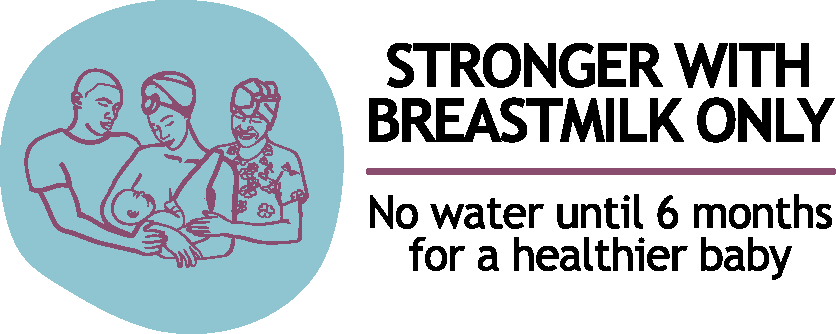 STRONGER WITH
BREASTMILK ONLY
No water until 6 months
for a healthier baby